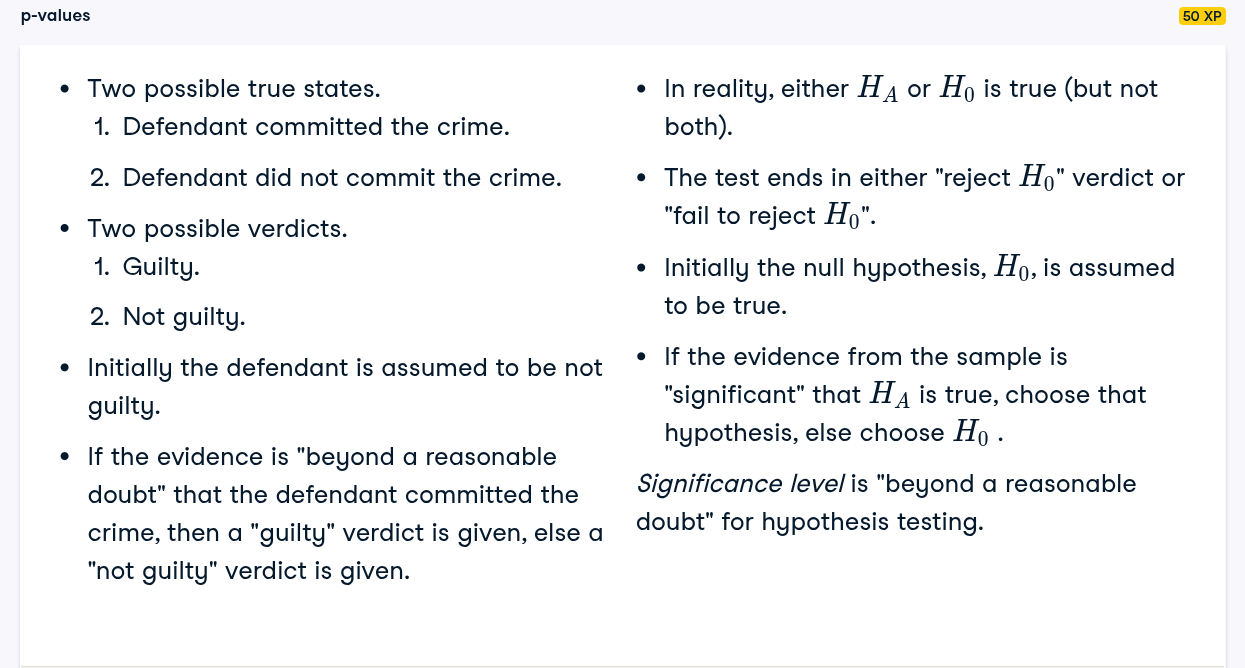 p-values
50 XP
• Two possible true states.
1. Defendant committed the crime.
2. Defendant did not commit the crime.
• Two possible verdicts.
1. Guilty.
2. Not guilty.
• Initially the defendant is assumed to be not
guilty.
• If the evidence is "beyond a reasonable
doubt" that the defendant committed the
crime, then a "guilty" verdict is given, else a
"not guilty" verdict is given.
• In reality, either H_A or H_0 is true (but not
both).
• The test ends in either "reject H_0" verdict or
"fail to reject H_0".
• Initially the null hypothesis, H_0, is assumed
to be true.
• If the evidence from the sample is
"significant" that H_A is true, choose that
hypothesis, else choose H_0 .
Significance level is "beyond a reasonable
doubt" for hypothesis testing.